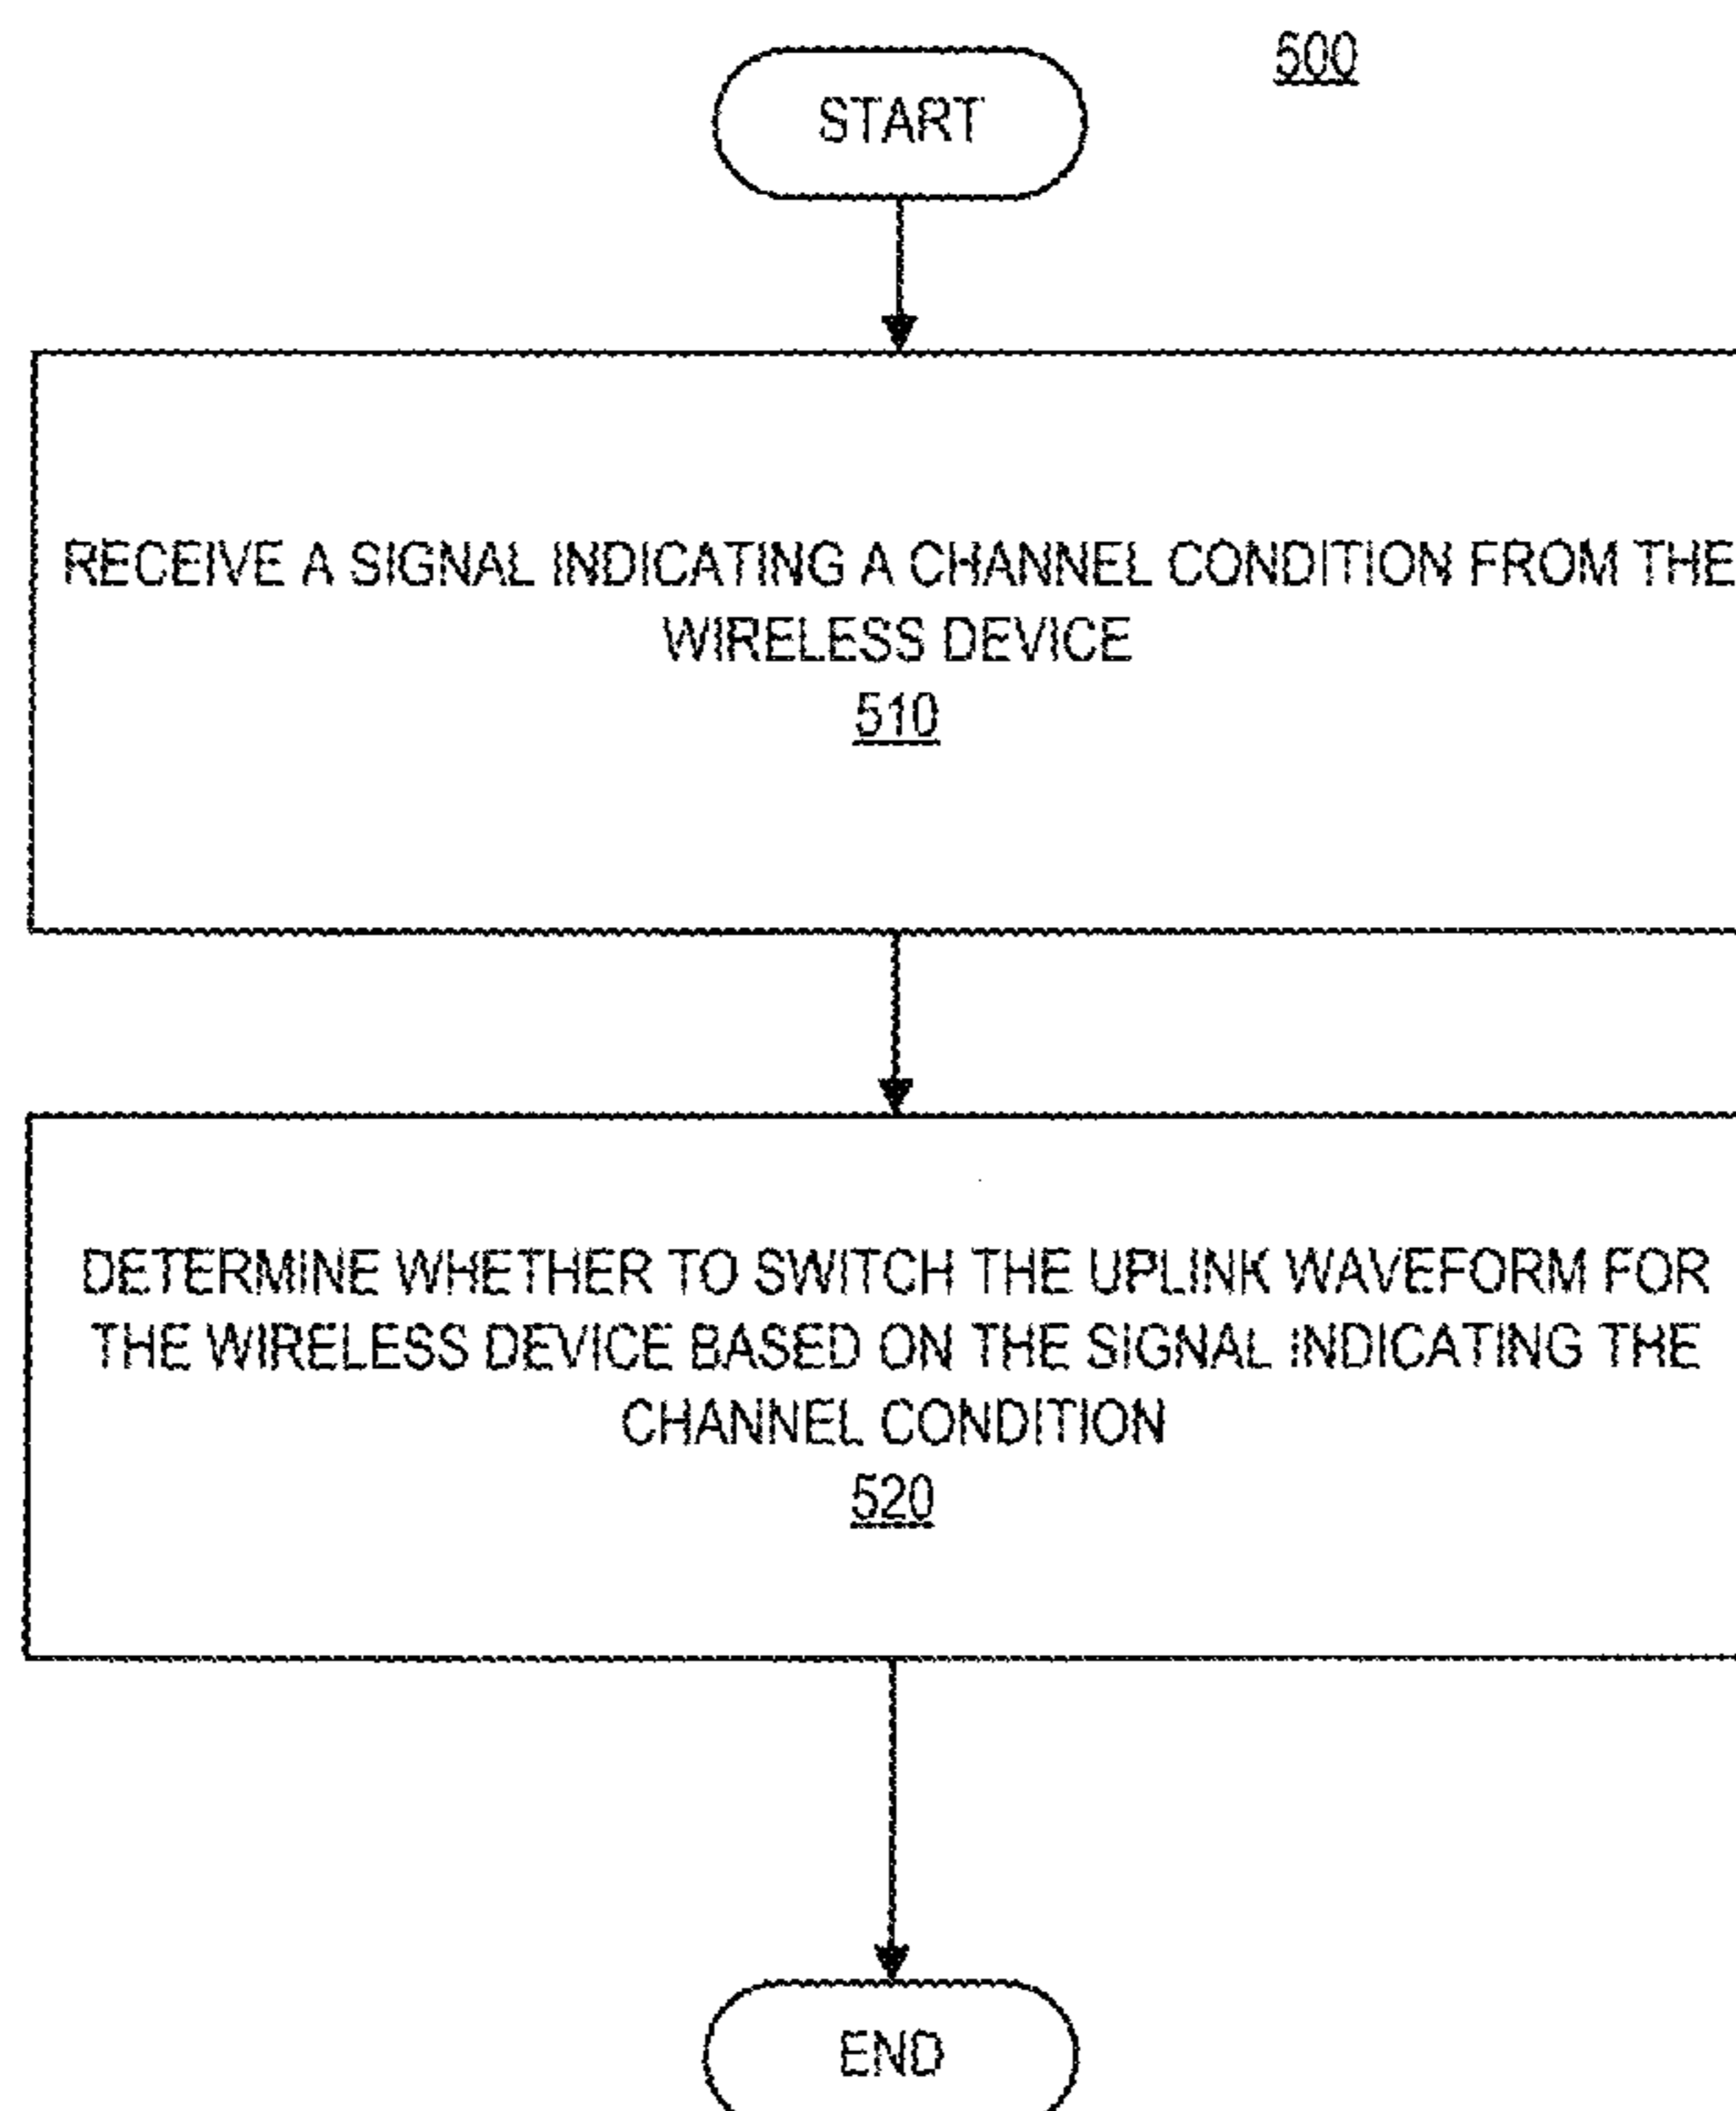 500
START
RECEIVE A SIGNAL INDICATING A CHANNEL CONDITION FROM THE
WIRELESS DEVICE
510
DETERMINE WHETHER TO SWITCH THE UPLINK WAVEFORM FOR
THE WIRELESS DEVICE BASED ON THE SIGNAL INDICATING THE
CHANNEL CONDITION
520
END